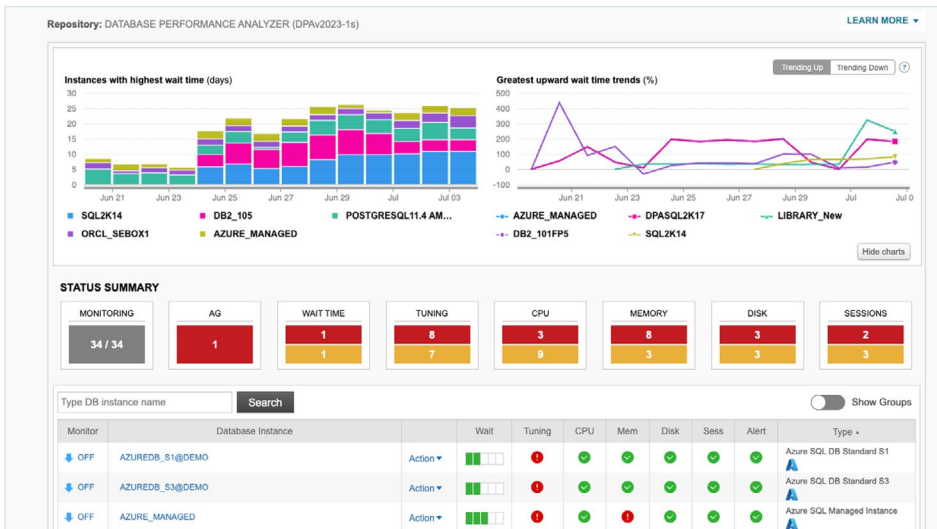 Repository: DATABASE PERFORMANCE ANALYZER (DPAv2023-1s)
LEARN MORE
Trending Up Trending Down ?
Instances with highest wait time (days)
30
25
20
15
10
5
0
Jun 21 Jun 23 Jun 25 Jun 27 Jun 29 Jul Jul 03
SQL2K14 DB2_105 POSTGRESQL11.4 AM...
ORCL_SEBOX1 AZURE_MANAGED
Greatest upward wait time trends (%)
500
400
300
200
100
0
-100
Jun 21 Jun 23 Jun 25 Jun 27 Jun 29 Jul Jul 0
AZURE_MANAGED DPASQL2K17 LIBRARY_New
DB2_101FP5 SQL2K14
Hide charts
STATUS SUMMARY
MONITORING AG WAIT TIME TUNING CPU MEMORY DISK SESSIONS
34 / 34 1
1 8 3 8 3 2
1 7 9 3 3 3
Type DB instance name Search Show Groups
Monitor Database Instance Wait Tuning CPU Mem Disk Sess Alert Type
OFF AZUREDB_S1@DEMO Action Azure SQL DB Standard S1
OFF AZUREDB_S3@DEMO Action Azure SQL DB Standard S3
OFF AZURE_MANAGED Action Azure SQL Managed Instance